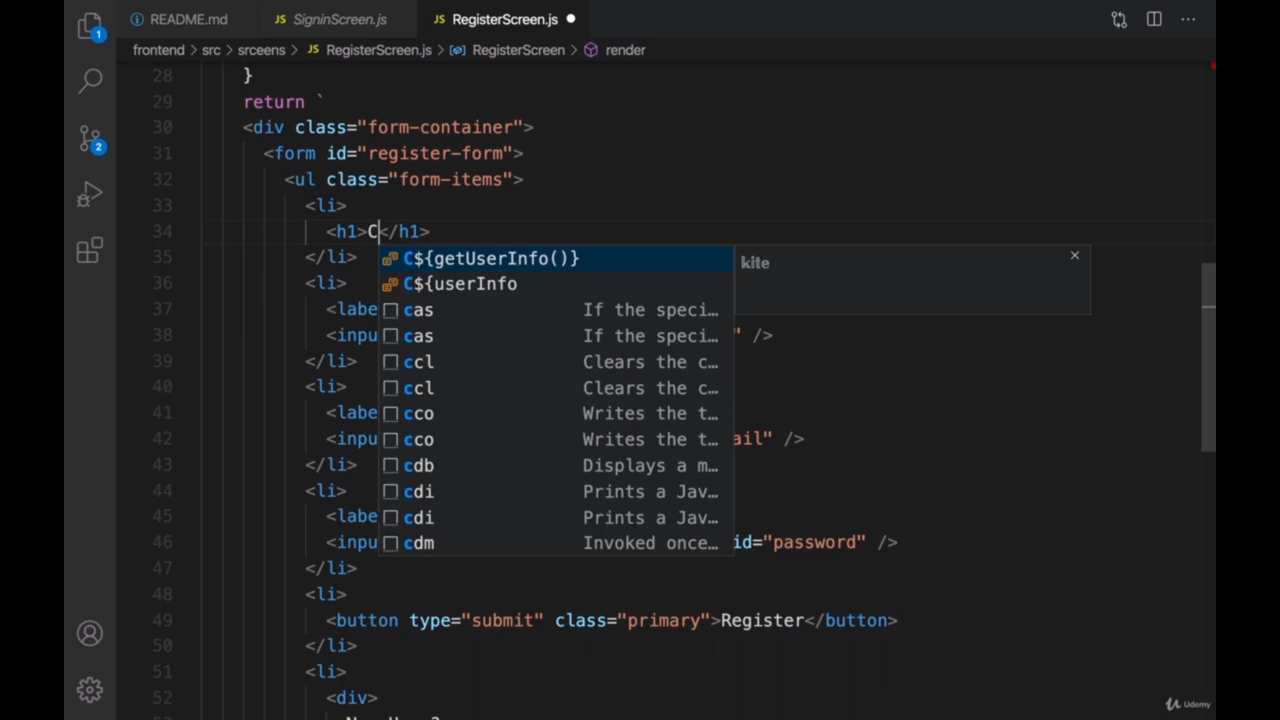 README.md
JS SigninScreen.js
JS RegisterScreen.js
frontend > src > srceens > JS RegisterScreen.js > RegisterScreen > render
1
2
28 }
29 return `
30 <div class="form-container">
31 <form id="register-form">
32 <ul class="form-items">
33 <li>
34 <h1>C</h1>
35 </li>
36 <li>
37 <labe
38 <inpu " />
39 </li>
40 <li>
41 <labe
42 <inpu ail" />
43 </li>
44 <li>
45 <labe
46 <inpu id="password" />
47 </li>
48 <li>
49 <button type="submit" class="primary">Register</button>
50 </li>
51 <li>
52 <div>
C${getUserInfo()}
C${userInfo
cas If the speci…
cas If the speci…
ccl Clears the c…
ccl Clears the c…
cco Writes the t…
cco Writes the t…
cdb Displays a m…
cdi Prints a Jav…
cdi Prints a Jav…
cdm Invoked once…
kite
Udemy